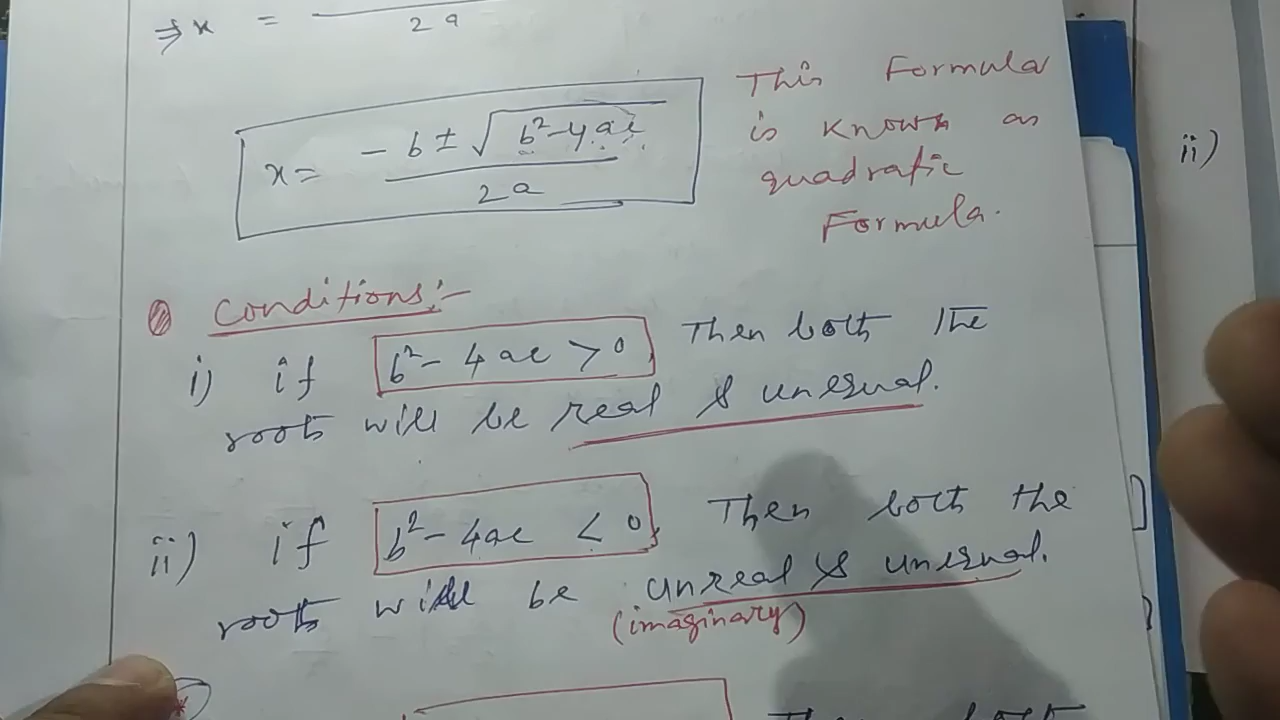 ⇒ x = 2a
x = -b ± √b²-4ac / 2a
This Formula
is known as
quadratic
Formula.
Conditions:-
i) if b² - 4ac > 0, Then both the
roots will be real & unequal.
ii) if b² - 4ac < 0, Then both the
roots will be unreal & unequal.
(imaginary)
ii)